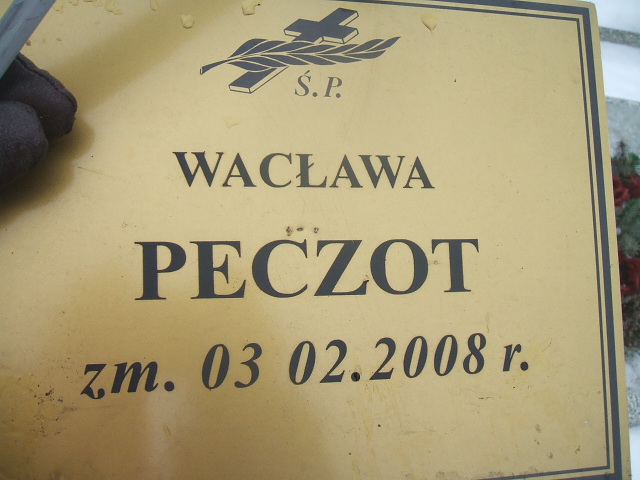 Ś.P.
WACŁAWA
PECZOT
zm. 03 02.2008 r.